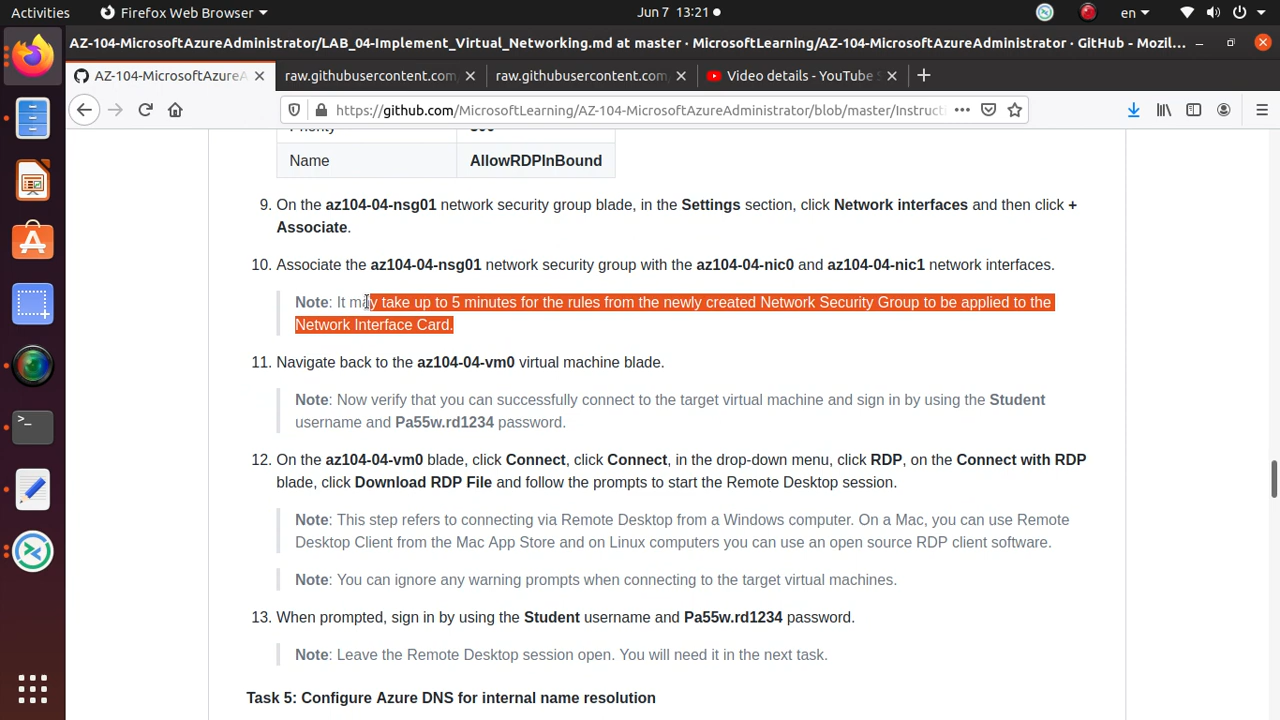 Activities
Firefox Web Browser
Jun 7 13:21
en
AZ-104-MicrosoftAzureAdministrator/LAB_04-Implement_Virtual_Networking.md at master · MicrosoftLearning/AZ-104-MicrosoftAzureAdministrator · GitHub - Mozil...
AZ-104-MicrosoftAzureA
raw.githubusercontent.com
raw.githubusercontent.com
Video details - YouTube S
https://github.com/MicrosoftLearning/AZ-104-MicrosoftAzureAdministrator/blob/master/Instructi
Name AllowRDPInBound
9. On the az104-04-nsg01 network security group blade, in the Settings section, click Network interfaces and then click +
Associate.
10. Associate the az104-04-nsg01 network security group with the az104-04-nic0 and az104-04-nic1 network interfaces.
Note: It may take up to 5 minutes for the rules from the newly created Network Security Group to be applied to the
Network Interface Card.
11. Navigate back to the az104-04-vm0 virtual machine blade.
Note: Now verify that you can successfully connect to the target virtual machine and sign in by using the Student
username and Pa55w.rd1234 password.
12. On the az104-04-vm0 blade, click Connect, click Connect, in the drop-down menu, click RDP, on the Connect with RDP
blade, click Download RDP File and follow the prompts to start the Remote Desktop session.
Note: This step refers to connecting via Remote Desktop from a Windows computer. On a Mac, you can use Remote
Desktop Client from the Mac App Store and on Linux computers you can use an open source RDP client software.
Note: You can ignore any warning prompts when connecting to the target virtual machines.
13. When prompted, sign in by using the Student username and Pa55w.rd1234 password.
Note: Leave the Remote Desktop session open. You will need it in the next task.
Task 5: Configure Azure DNS for internal name resolution